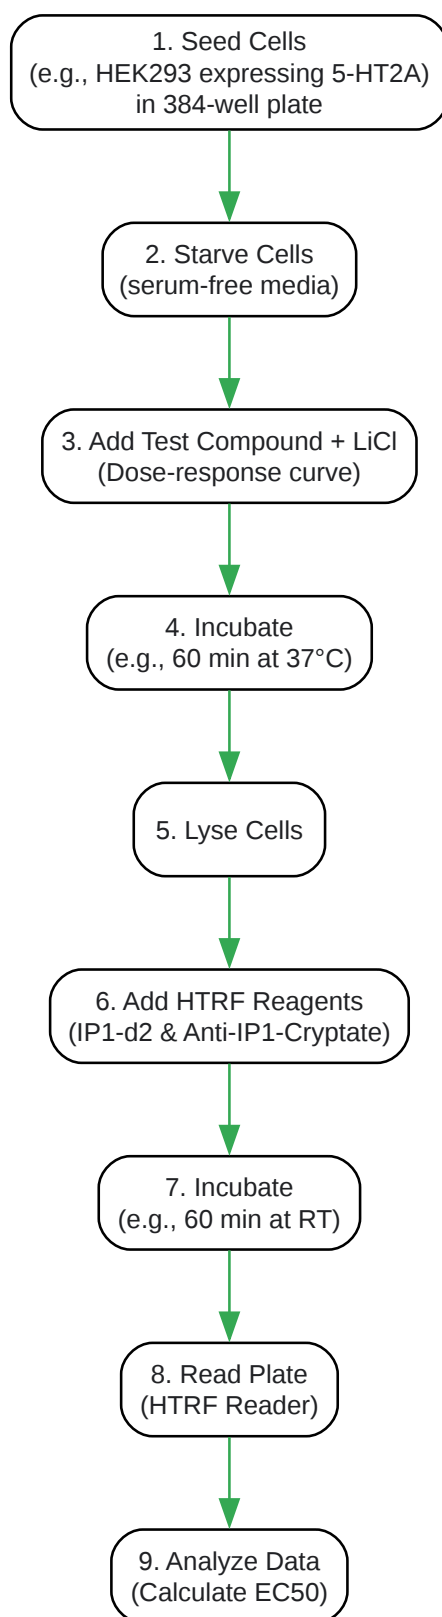 1. Seed Cells
(e.g., HEK293 expressing 5-HT2A)
in 384-well plate
2. Starve Cells
(serum-free media)
3. Add Test Compound + LiCl
(Dose-response curve)
4. Incubate
(e.g., 60 min at 37°C)
5. Lyse Cells
6. Add HTRF Reagents
(IP1-d2 & Anti-IP1-Cryptate)
7. Incubate
(e.g., 60 min at RT)
8. Read Plate
(HTRF Reader)
9. Analyze Data
(Calculate EC50)